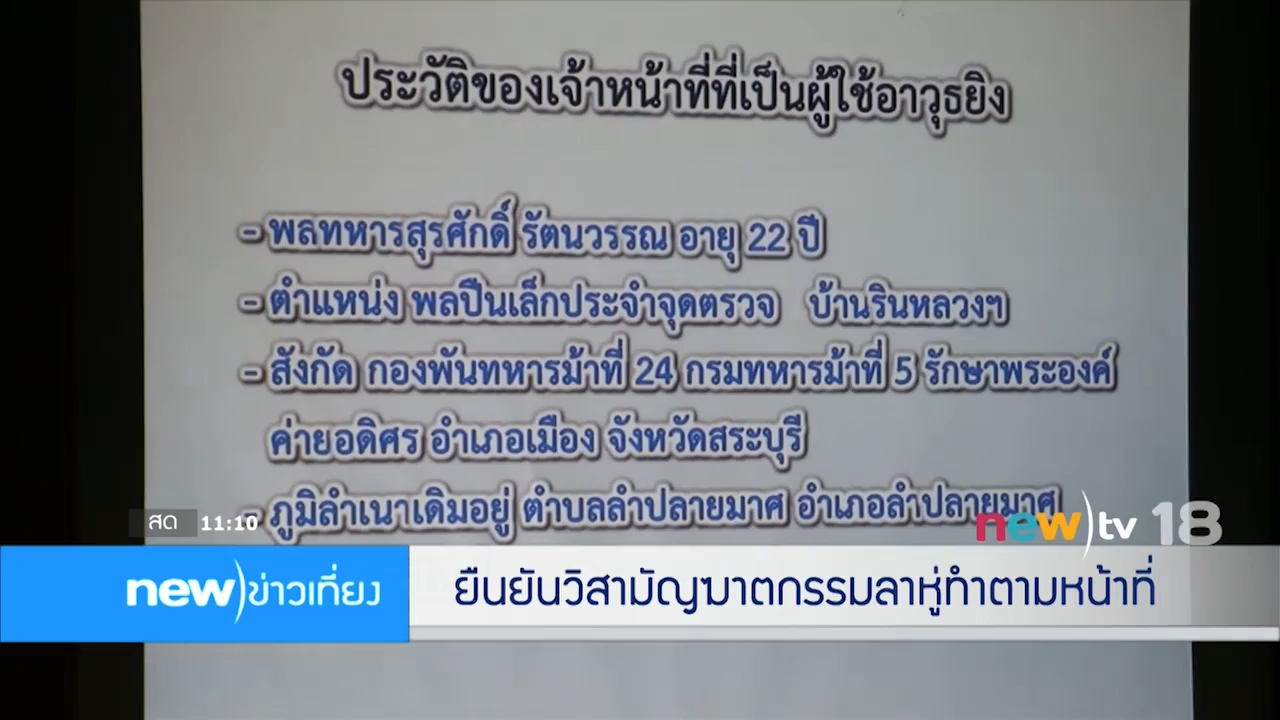 ประวัติของเจ้าหน้าที่ที่เป็นผู้ใช้อาวุธยิง
- พลทหารสุรศักดิ์ รัตนวรรณ อายุ 22 ปี
- ตำแหน่ง พลปืนเล็กประจำจุดตรวจ บ้านรินหลวงฯ
- สังกัด กองพันทหารม้าที่ 24 กรมทหารม้าที่ 5 รักษาพระองค์
ค่ายอดิศร อำเภอเมือง จังหวัดสระบุรี
- ภูมิลำเนาเดิมอยู่ ตำบลลำปลายมาศ อำเภอลำปลายมาศ
สด 11:10
new)tv 18
new)ข่าวเที่ยง
ยืนยันวิสามัญฆาตกรรมลาหู่ทำตามหน้าที่